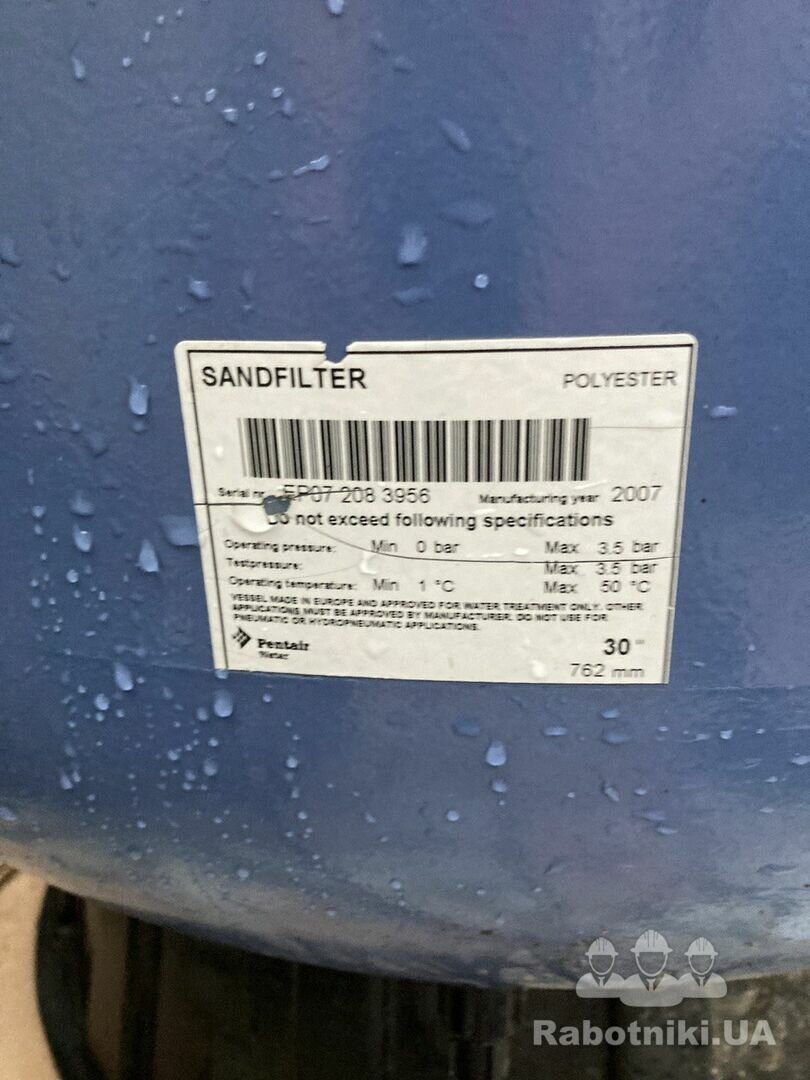 SANDFILTER POLYESTER
Serial nr. EP07 208 3956 Manufacturing year 2007
Do not exceed following specifications
Operating pressure: Min 0 bar Max 3.5 bar
Testpressure: Max 3.5 bar
Operating temperature: Min 1 °C Max 50 °C
VESSEL MADE IN EUROPE AND APPROVED FOR WATER TREATMENT ONLY. OTHER
APPLICATIONS MUST BE APPROVED BY MANUFACTURER. DO NOT USE FOR
PNEUMATIC OR HYDROPNEUMATIC APPLICATIONS.
Pentair
Water
30"
762 mm
Rabotniki.UA